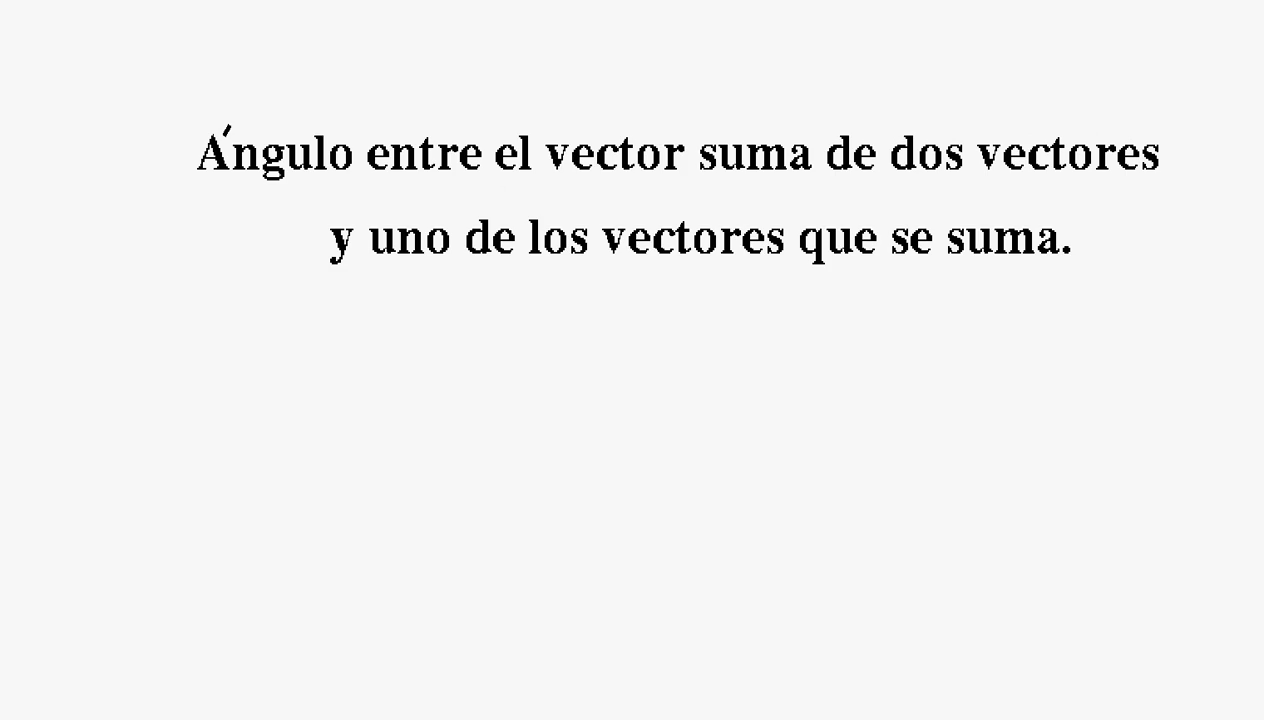 Ángulo entre el vector suma de dos vectores
y uno de los vectores que se suma.